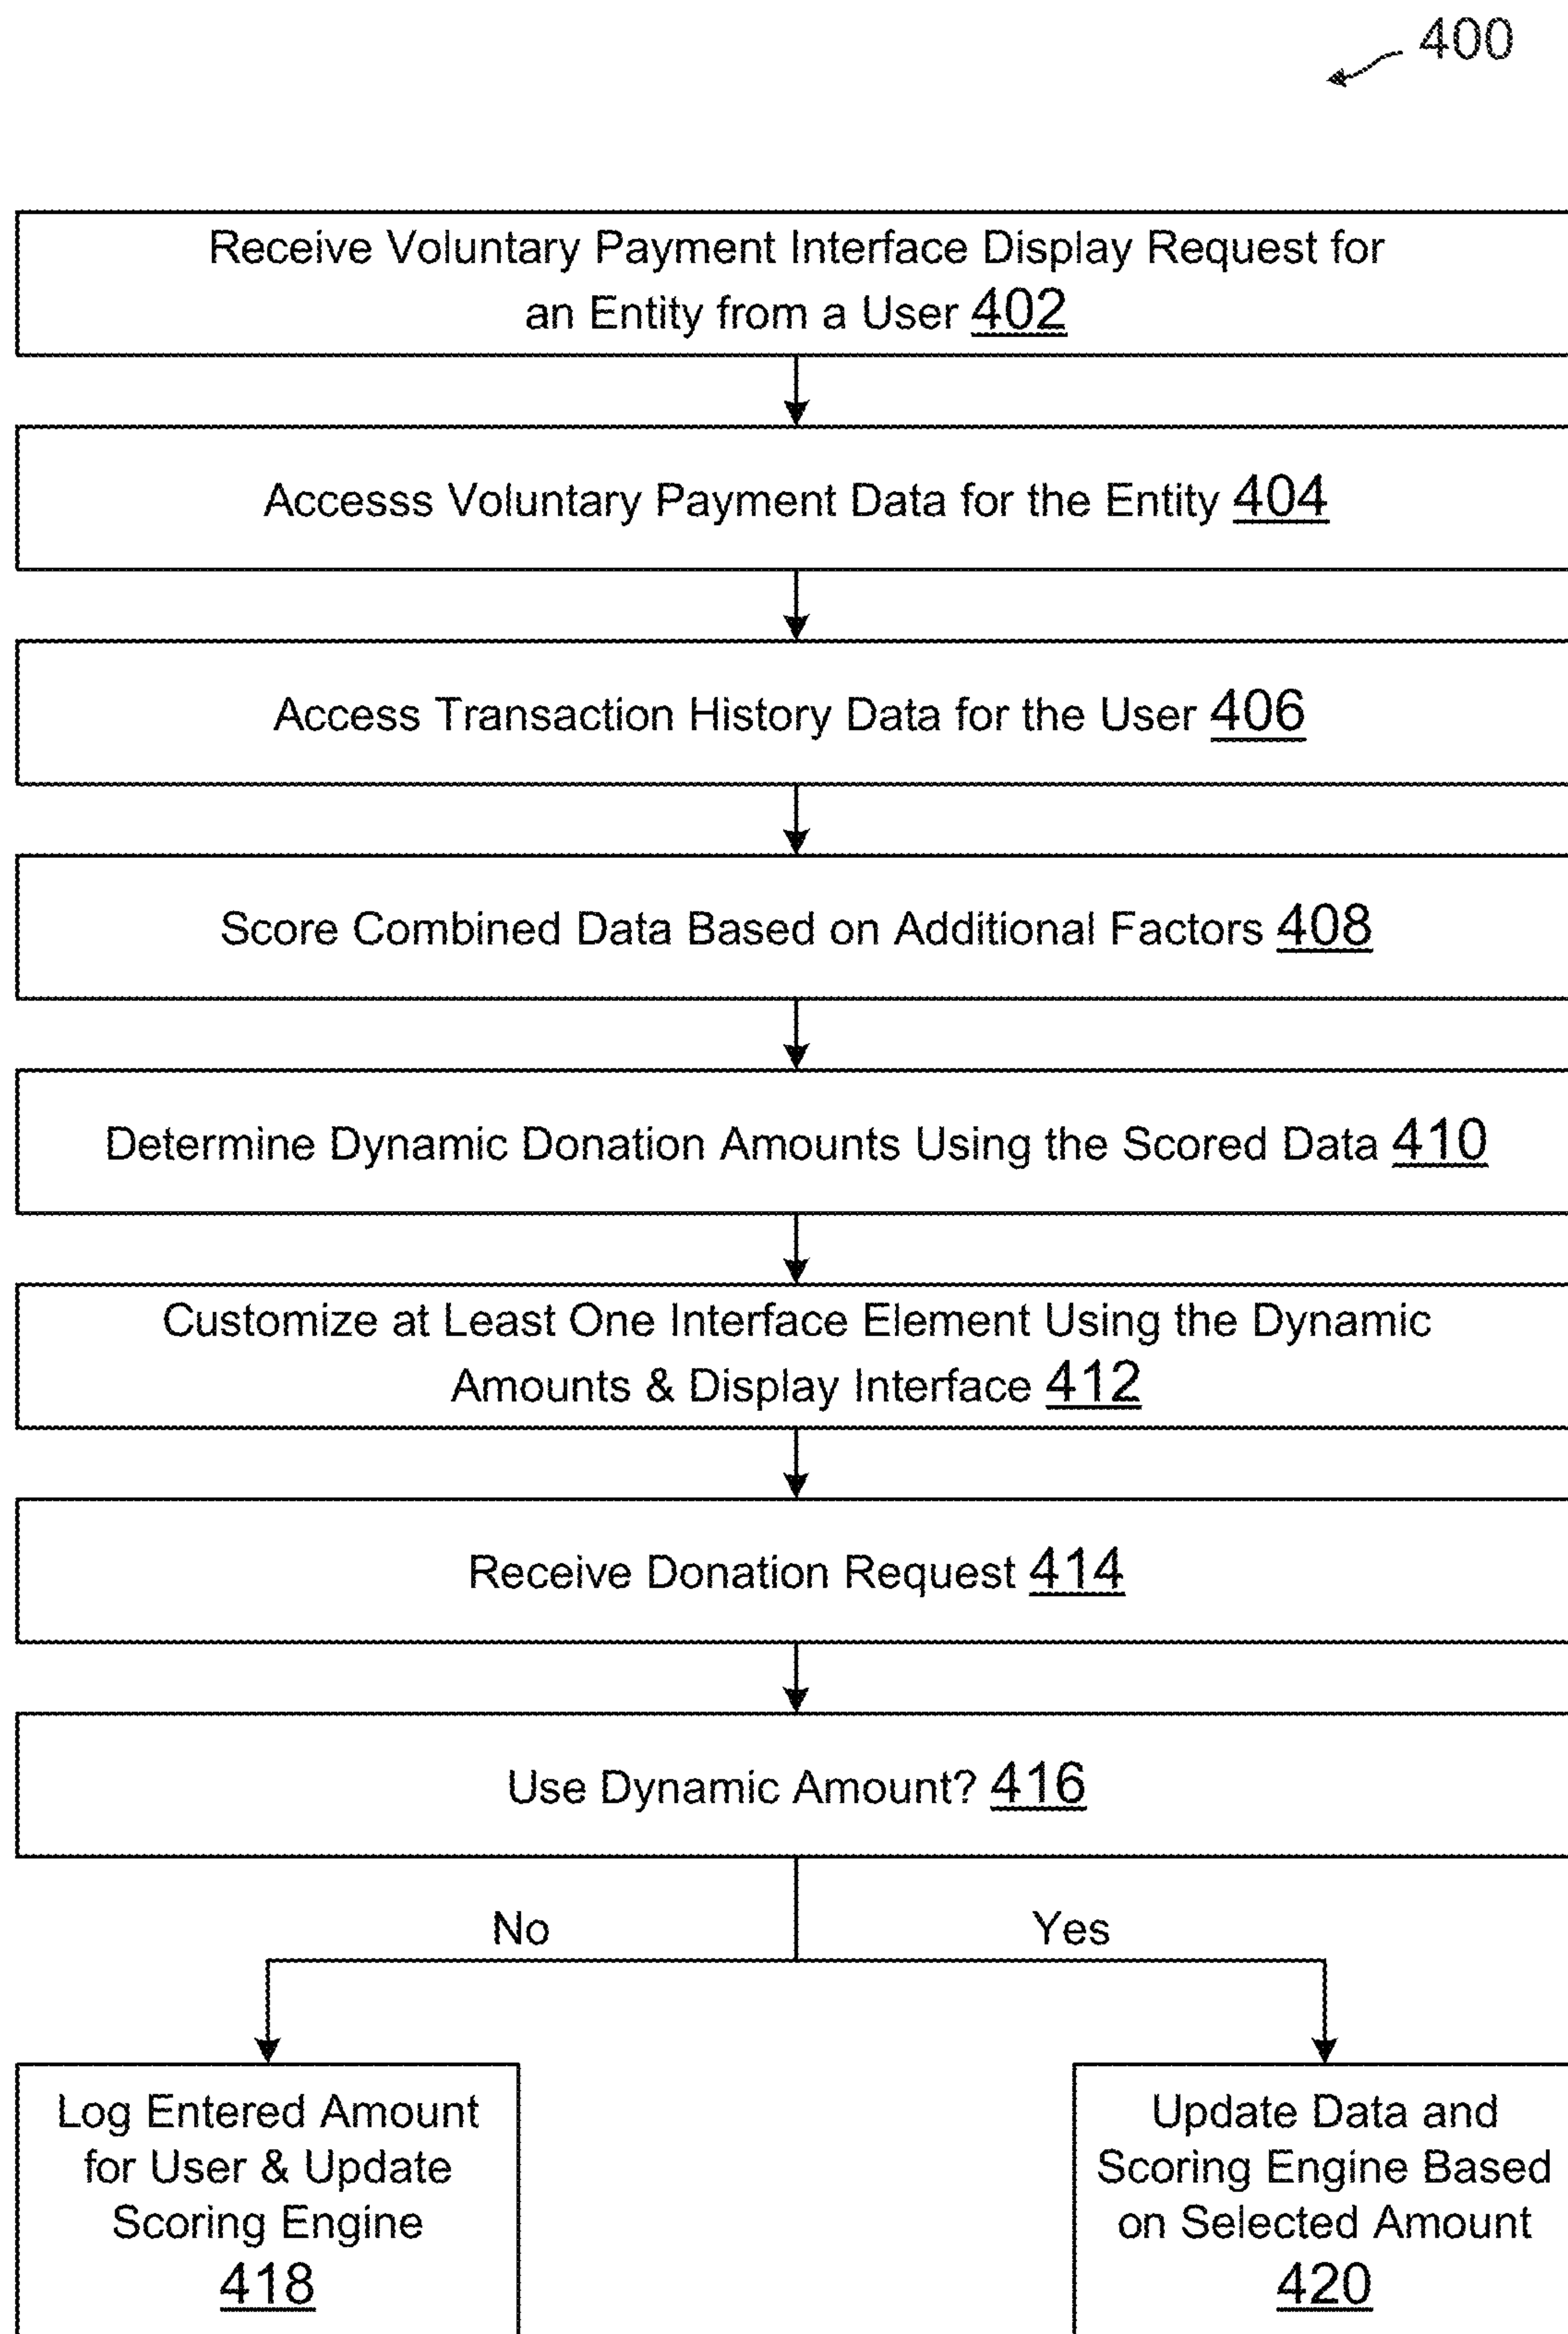 400
Receive Voluntary Payment Interface Display Request for
an Entity from a User 402
Accesss Voluntary Payment Data for the Entity 404
Access Transaction History Data for the User 406
Score Combined Data Based on Additional Factors 408
Determine Dynamic Donation Amounts Using the Scored Data 410
Customize at Least One Interface Element Using the Dynamic
Amounts & Display Interface 412
Receive Donation Request 414
Use Dynamic Amount? 416
No
Yes
Log Entered Amount
for User & Update
Scoring Engine
418
Update Data and
Scoring Engine Based
on Selected Amount
420